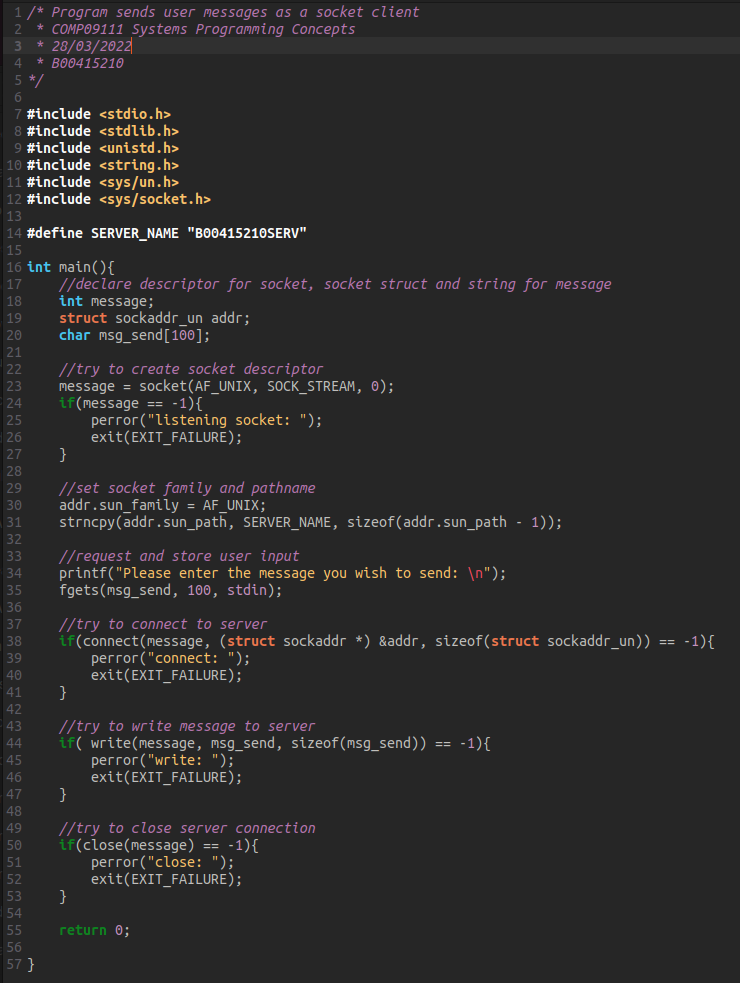 1 /* Program sends user messages as a socket client
2  * COMP09111 Systems Programming Concepts
3  * 28/03/2022
4  * B00415210
5 */
6
7 #include <stdio.h>
8 #include <stdlib.h>
9 #include <unistd.h>
10 #include <string.h>
11 #include <sys/un.h>
12 #include <sys/socket.h>
13
14 #define SERVER_NAME "B00415210SERV"
15
16 int main(){
17     //declare descriptor for socket, socket struct and string for message
18     int message;
19     struct sockaddr_un addr;
20     char msg_send[100];
21
22     //try to create socket descriptor
23     message = socket(AF_UNIX, SOCK_STREAM, 0);
24     if(message == -1){
25         perror("listening socket: ");
26         exit(EXIT_FAILURE);
27     }
28
29     //set socket family and pathname
30     addr.sun_family = AF_UNIX;
31     strncpy(addr.sun_path, SERVER_NAME, sizeof(addr.sun_path - 1));
32
33     //request and store user input
34     printf("Please enter the message you wish to send: \n");
35     fgets(msg_send, 100, stdin);
36
37     //try to connect to server
38     if(connect(message, (struct sockaddr *) &addr, sizeof(struct sockaddr_un)) == -1){
39         perror("connect: ");
40         exit(EXIT_FAILURE);
41     }
42
43     //try to write message to server
44     if( write(message, msg_send, sizeof(msg_send)) == -1){
45         perror("write: ");
46         exit(EXIT_FAILURE);
47     }
48
49     //try to close server connection
50     if(close(message) == -1){
51         perror("close: ");
52         exit(EXIT_FAILURE);
53     }
54
55     return 0;
56
57 }